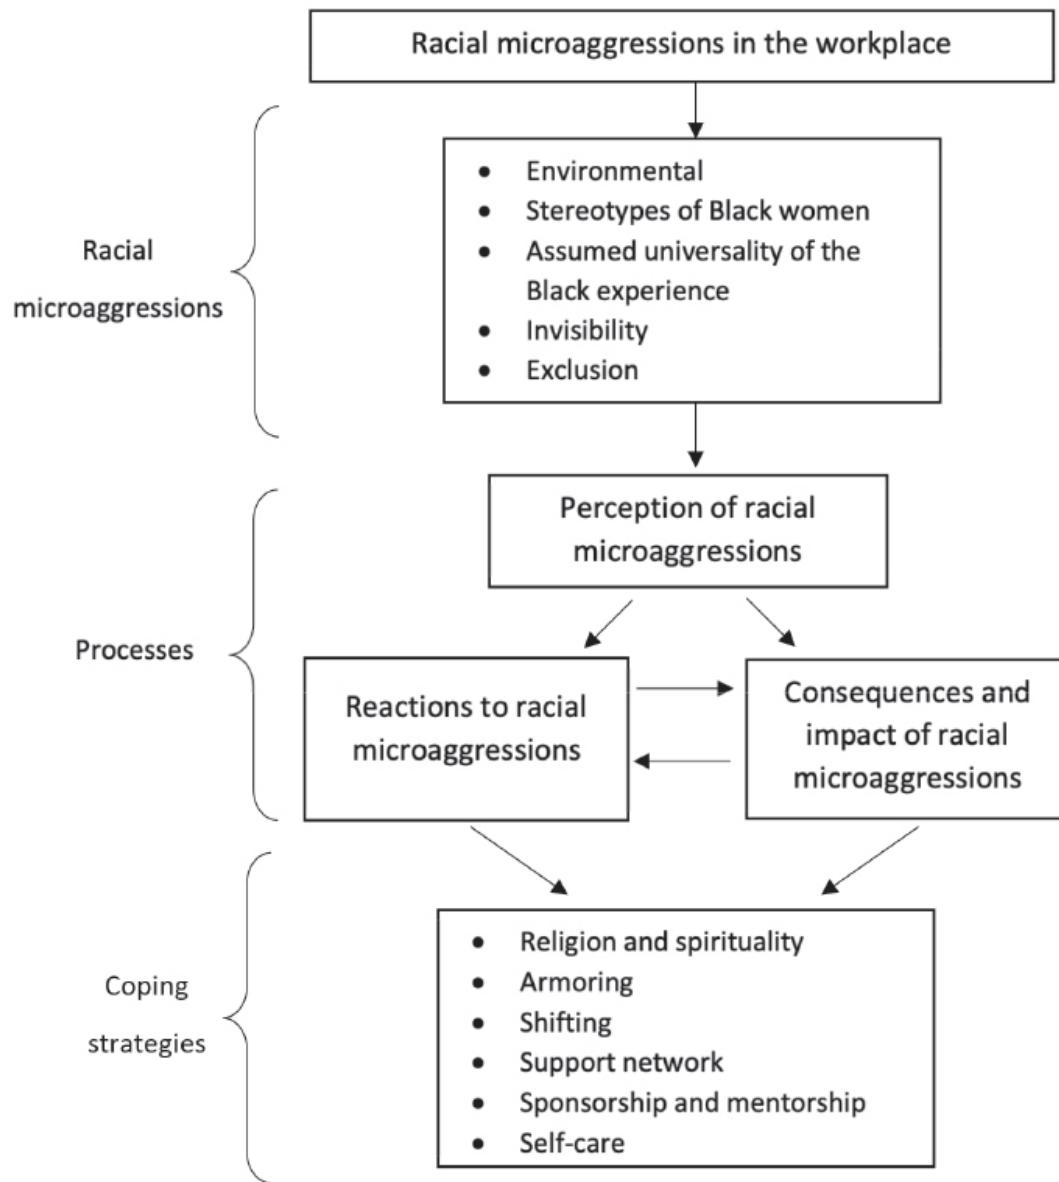 Racial microaggressions in the workplace
Racial
microaggressions
• Environmental
• Stereotypes of Black women
• Assumed universality of the
Black experience
• Invisibility
• Exclusion
Processes
Perception of racial
microaggressions
Reactions to racial
microaggressions
Consequences and
impact of racial
microaggressions
Coping
strategies
• Religion and spirituality
• Armoring
• Shifting
• Support network
• Sponsorship and mentorship
• Self-care